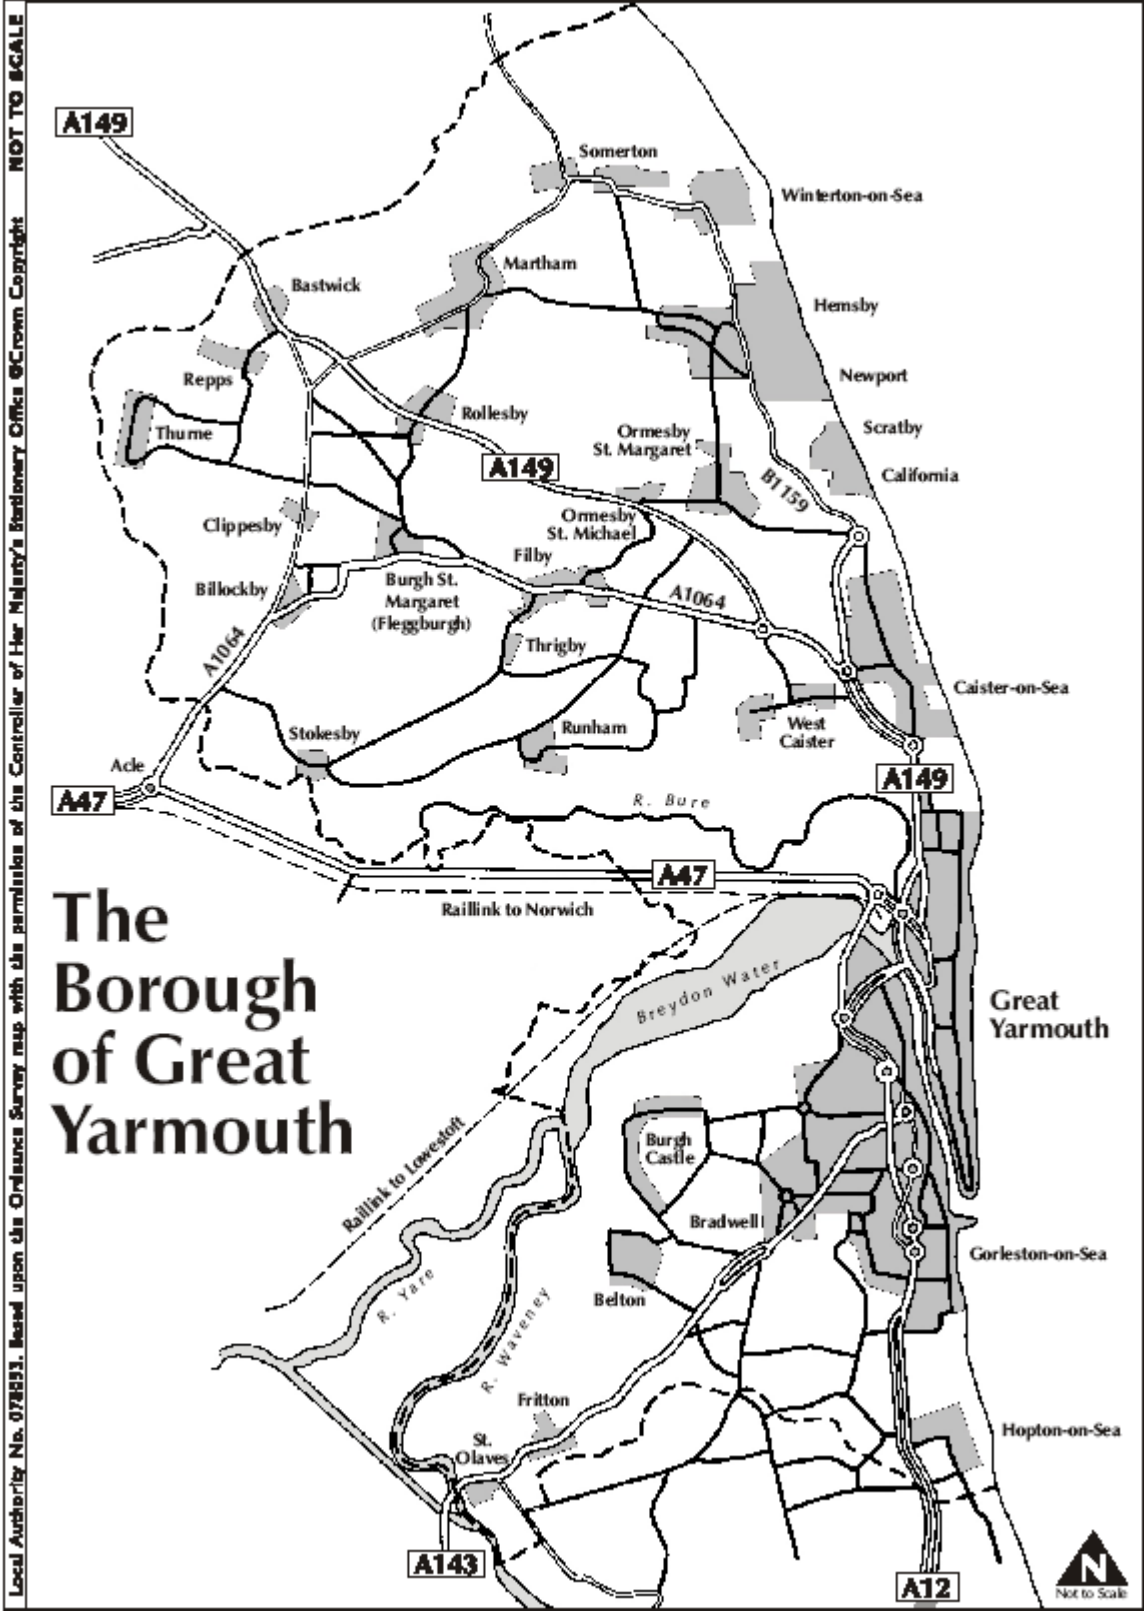 Local Authority No. 078833. Based upon the Ordnance Survey map with the permission of the Controller of Her Majesty's Stationery Office ©Crown Copyright NOT TO SCALE
A149
Somerton
Winterton-on-Sea
Martham
Bastwick
Hemsby
Repps
Newport
Rollesby
Thurne
Ormesby
St. Margaret
Scratby
A149
California
B1159
Clippesby
Ormesby
St. Michael
Filby
Billockby
Burgh St.
Margaret
(Fleggburgh)
A1064
A1064
Thrigby
Caister-on-Sea
Stokesby
Runham
West
Caister
Acle
A47
A149
R. Bure
A47
Raillink to Norwich
The
Borough
of Great
Yarmouth
Breydon Water
Great
Yarmouth
Raillink to Lowestoft
Burgh
Castle
Bradwell
Gorleston-on-Sea
R. Yare
Belton
R. Waveney
Fritton
St.
Olaves
Hopton-on-Sea
A143
A12
N
Not to Scale